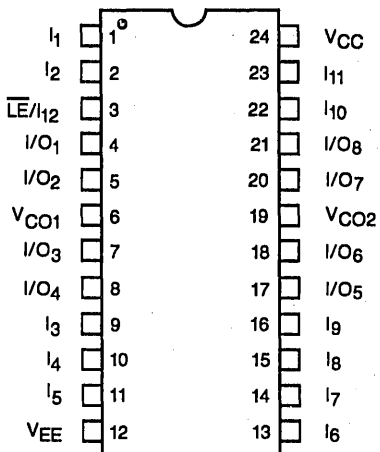 I1 1 24 VCC
I2 2 23 I11
L̅E̅/I12 3 22 I10
I/O1 4 21 I/O8
I/O2 5 20 I/O7
VCO1 6 19 VCO2
I/O3 7 18 I/O6
I/O4 8 17 I/O5
I3 9 16 I9
I4 10 15 I8
I5 11 14 I7
VEE 12 13 I6